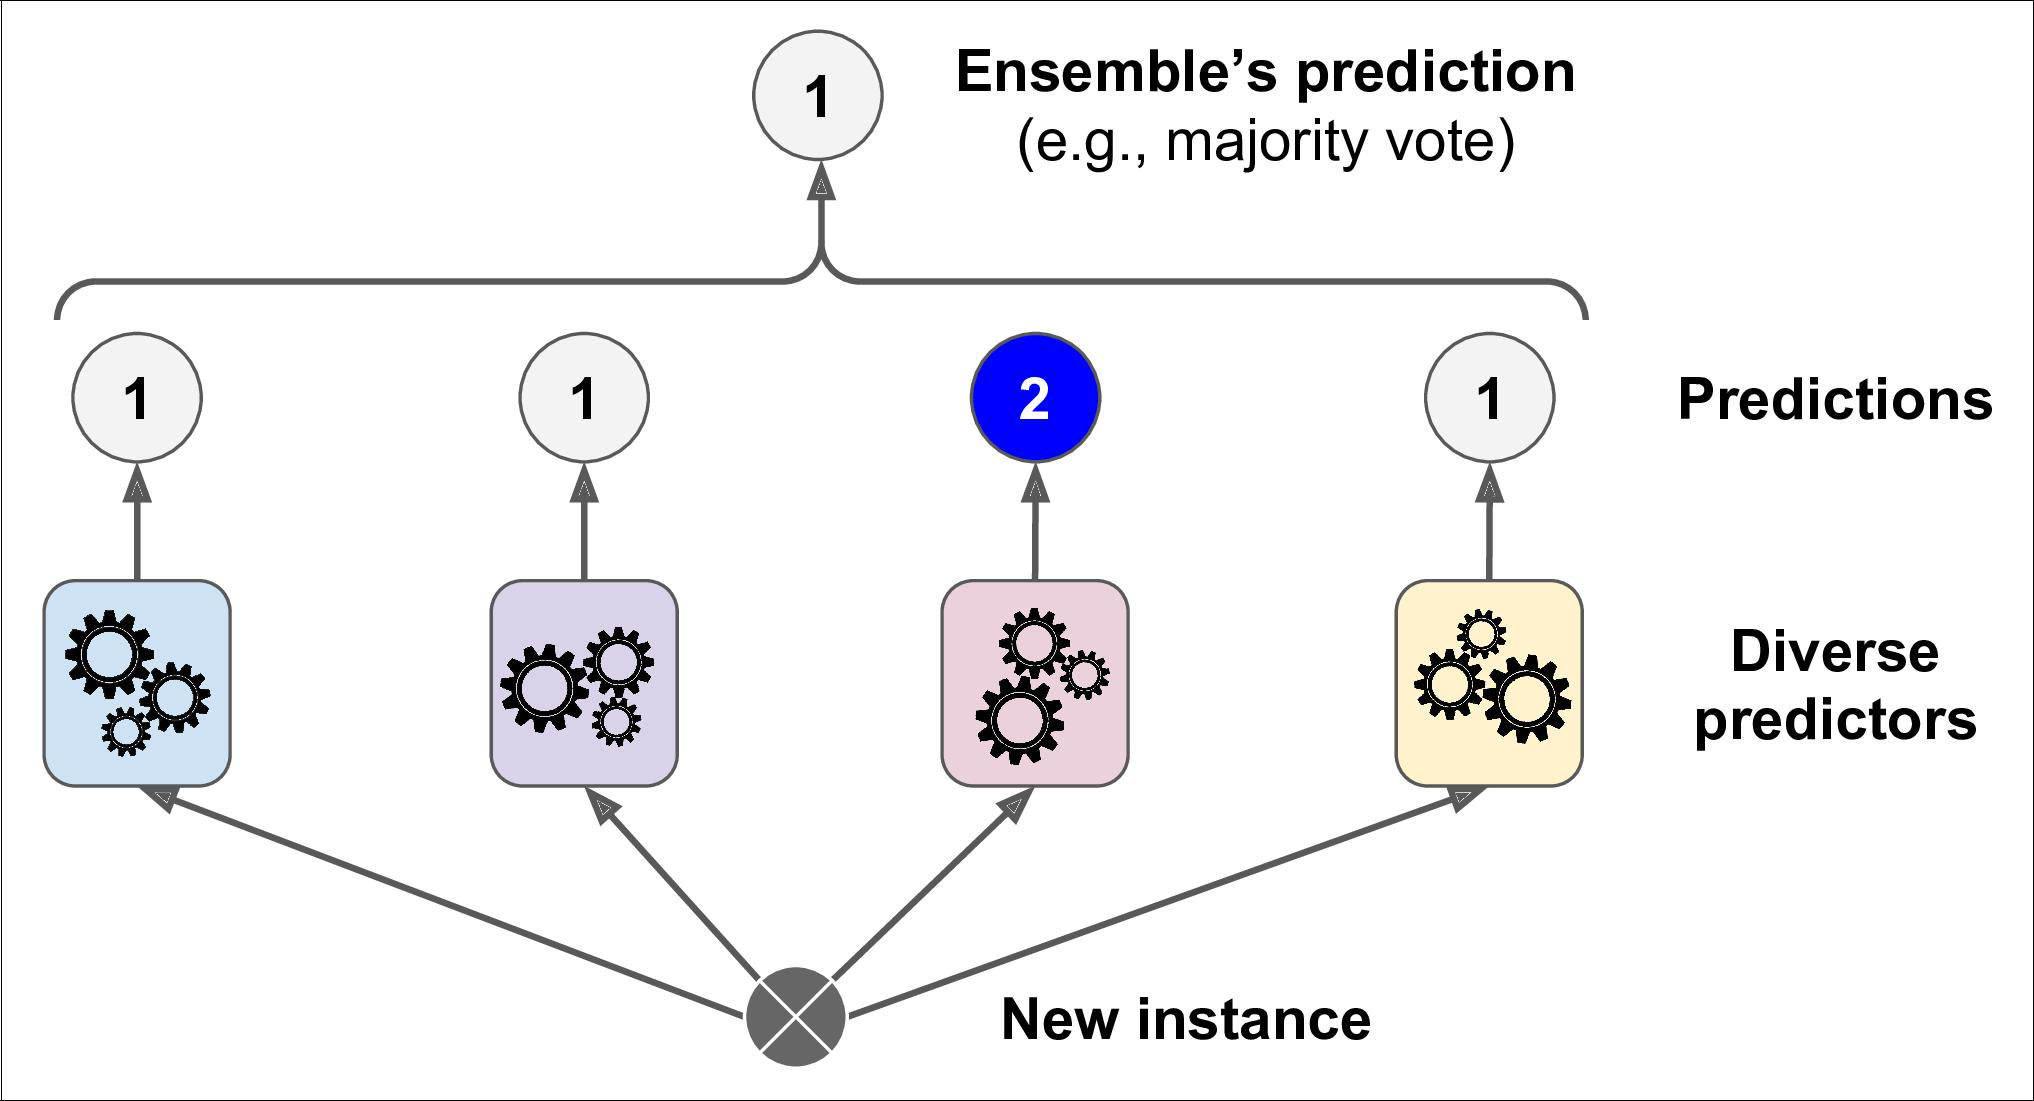 1
Ensemble’s prediction
(e.g., majority vote)
1
1
2
1
Predictions
Diverse
predictors
New instance